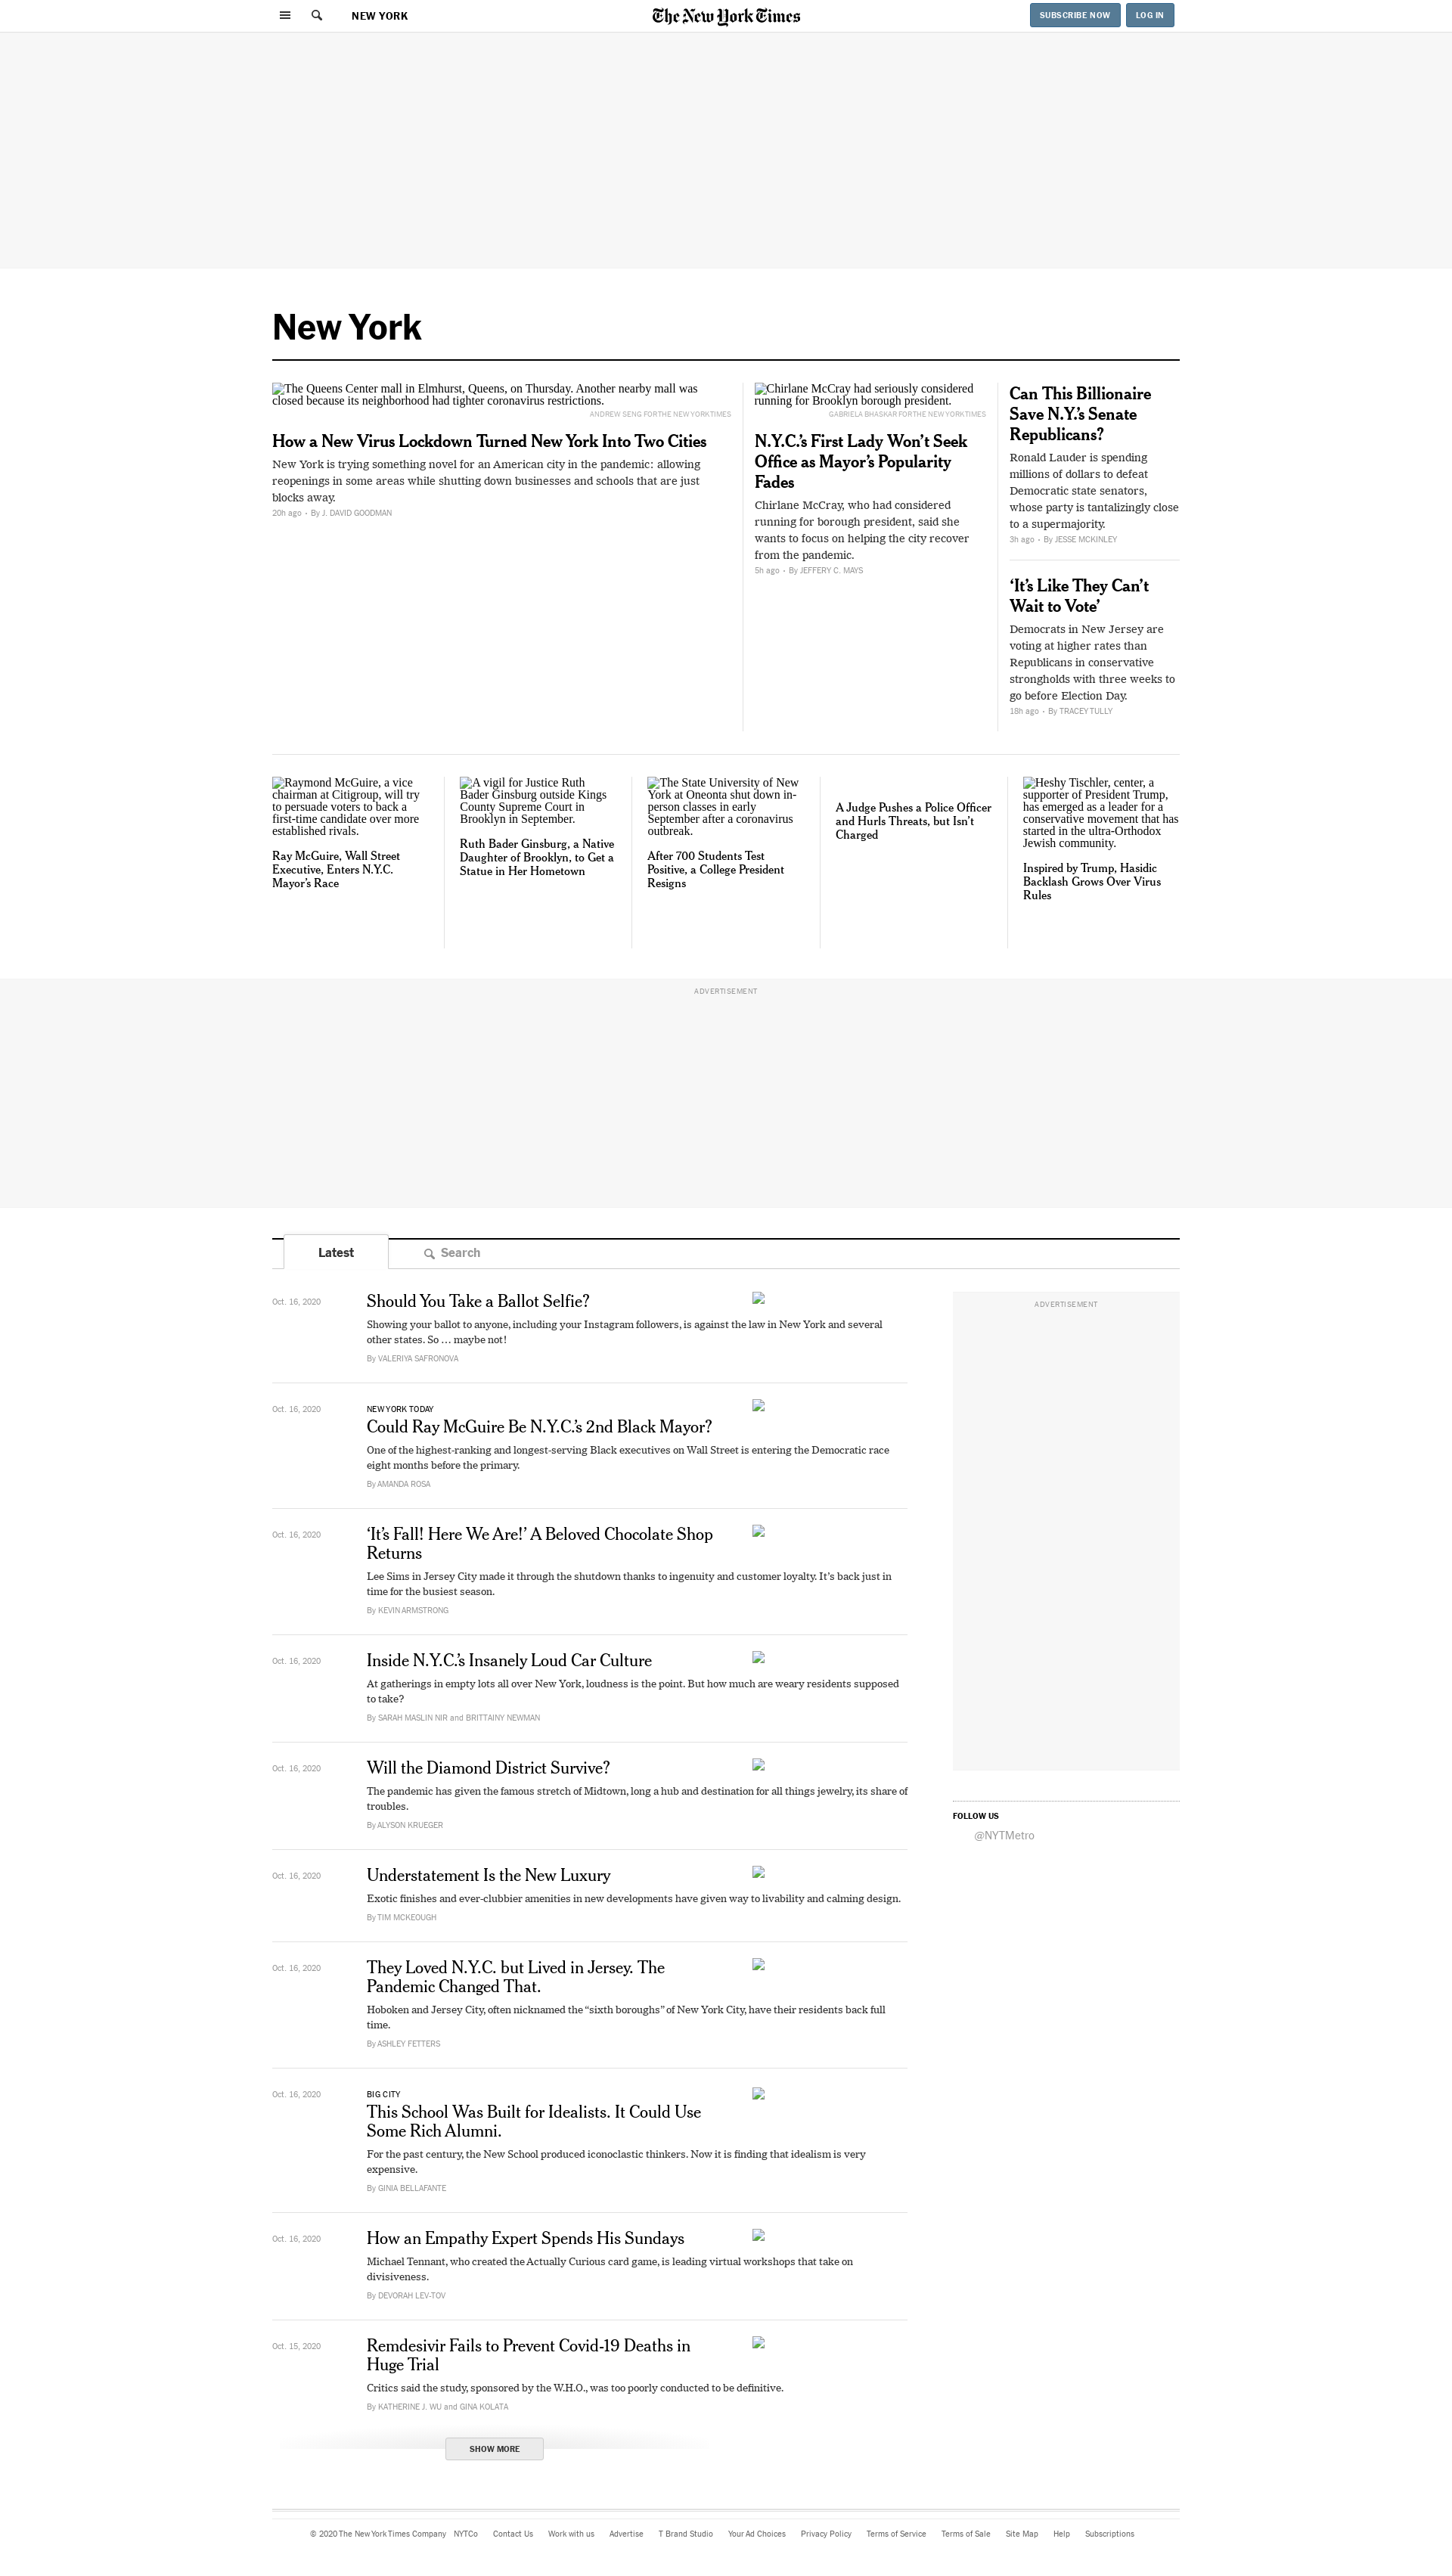 NEW YORK
The New York Times
SUBSCRIBE NOW
LOG IN
New York
The Queens Center mall in Elmhurst, Queens, on Thursday. Another nearby mall was
closed because its neighborhood had tighter coronavirus restrictions.
ANDREW SENG FOR THE NEW YORK TIMES
How a New Virus Lockdown Turned New York Into Two Cities
New York is trying something novel for an American city in the pandemic: allowing
reopenings in some areas while shutting down businesses and schools that are just
blocks away.
20h ago • By J. DAVID GOODMAN
Chirlane McCray had seriously considered
running for Brooklyn borough president.
GABRIELA BHASKAR FOR THE NEW YORK TIMES
N.Y.C.’s First Lady Won’t Seek
Office as Mayor’s Popularity
Fades
Chirlane McCray, who had considered
running for borough president, said she
wants to focus on helping the city recover
from the pandemic.
5h ago • By JEFFERY C. MAYS
Can This Billionaire
Save N.Y.’s Senate
Republicans?
Ronald Lauder is spending
millions of dollars to defeat
Democratic state senators,
whose party is tantalizingly close
to a supermajority.
3h ago • By JESSE MCKINLEY
‘It’s Like They Can’t
Wait to Vote’
Democrats in New Jersey are
voting at higher rates than
Republicans in conservative
strongholds with three weeks to
go before Election Day.
18h ago • By TRACEY TULLY
Raymond McGuire, a vice
chairman at Citigroup, will try
to persuade voters to back a
first-time candidate over more
established rivals.
Ray McGuire, Wall Street
Executive, Enters N.Y.C.
Mayor’s Race
A vigil for Justice Ruth
Bader Ginsburg outside Kings
County Supreme Court in
Brooklyn in September.
Ruth Bader Ginsburg, a Native
Daughter of Brooklyn, to Get a
Statue in Her Hometown
The State University of New
York at Oneonta shut down in-
person classes in early
September after a coronavirus
outbreak.
After 700 Students Test
Positive, a College President
Resigns
A Judge Pushes a Police Officer
and Hurls Threats, but Isn’t
Charged
Heshy Tischler, center, a
supporter of President Trump,
has emerged as a leader for a
conservative movement that has
started in the ultra-Orthodox
Jewish community.
Inspired by Trump, Hasidic
Backlash Grows Over Virus
Rules
ADVERTISEMENT
Latest
Search
Oct. 16, 2020
Should You Take a Ballot Selfie?
Showing your ballot to anyone, including your Instagram followers, is against the law in New York and several
other states. So … maybe not!
By VALERIYA SAFRONOVA
Oct. 16, 2020
NEW YORK TODAY
Could Ray McGuire Be N.Y.C.’s 2nd Black Mayor?
One of the highest-ranking and longest-serving Black executives on Wall Street is entering the Democratic race
eight months before the primary.
By AMANDA ROSA
Oct. 16, 2020
‘It’s Fall! Here We Are!’ A Beloved Chocolate Shop
Returns
Lee Sims in Jersey City made it through the shutdown thanks to ingenuity and customer loyalty. It’s back just in
time for the busiest season.
By KEVIN ARMSTRONG
Oct. 16, 2020
Inside N.Y.C.’s Insanely Loud Car Culture
At gatherings in empty lots all over New York, loudness is the point. But how much are weary residents supposed
to take?
By SARAH MASLIN NIR and BRITTAINY NEWMAN
Oct. 16, 2020
Will the Diamond District Survive?
The pandemic has given the famous stretch of Midtown, long a hub and destination for all things jewelry, its share of
troubles.
By ALYSON KRUEGER
Oct. 16, 2020
Understatement Is the New Luxury
Exotic finishes and ever-clubbier amenities in new developments have given way to livability and calming design.
By TIM MCKEOUGH
Oct. 16, 2020
They Loved N.Y.C. but Lived in Jersey. The
Pandemic Changed That.
Hoboken and Jersey City, often nicknamed the “sixth boroughs” of New York City, have their residents back full
time.
By ASHLEY FETTERS
Oct. 16, 2020
BIG CITY
This School Was Built for Idealists. It Could Use
Some Rich Alumni.
For the past century, the New School produced iconoclastic thinkers. Now it is finding that idealism is very
expensive.
By GINIA BELLAFANTE
Oct. 16, 2020
How an Empathy Expert Spends His Sundays
Michael Tennant, who created the Actually Curious card game, is leading virtual workshops that take on
divisiveness.
By DEVORAH LEV-TOV
Oct. 15, 2020
Remdesivir Fails to Prevent Covid-19 Deaths in
Huge Trial
Critics said the study, sponsored by the W.H.O., was too poorly conducted to be definitive.
By KATHERINE J. WU and GINA KOLATA
SHOW MORE
ADVERTISEMENT
FOLLOW US
@NYTMetro
© 2020 The New York Times Company NYTCo Contact Us Work with us Advertise T Brand Studio Your Ad Choices Privacy Policy Terms of Service Terms of Sale Site Map Help Subscriptions